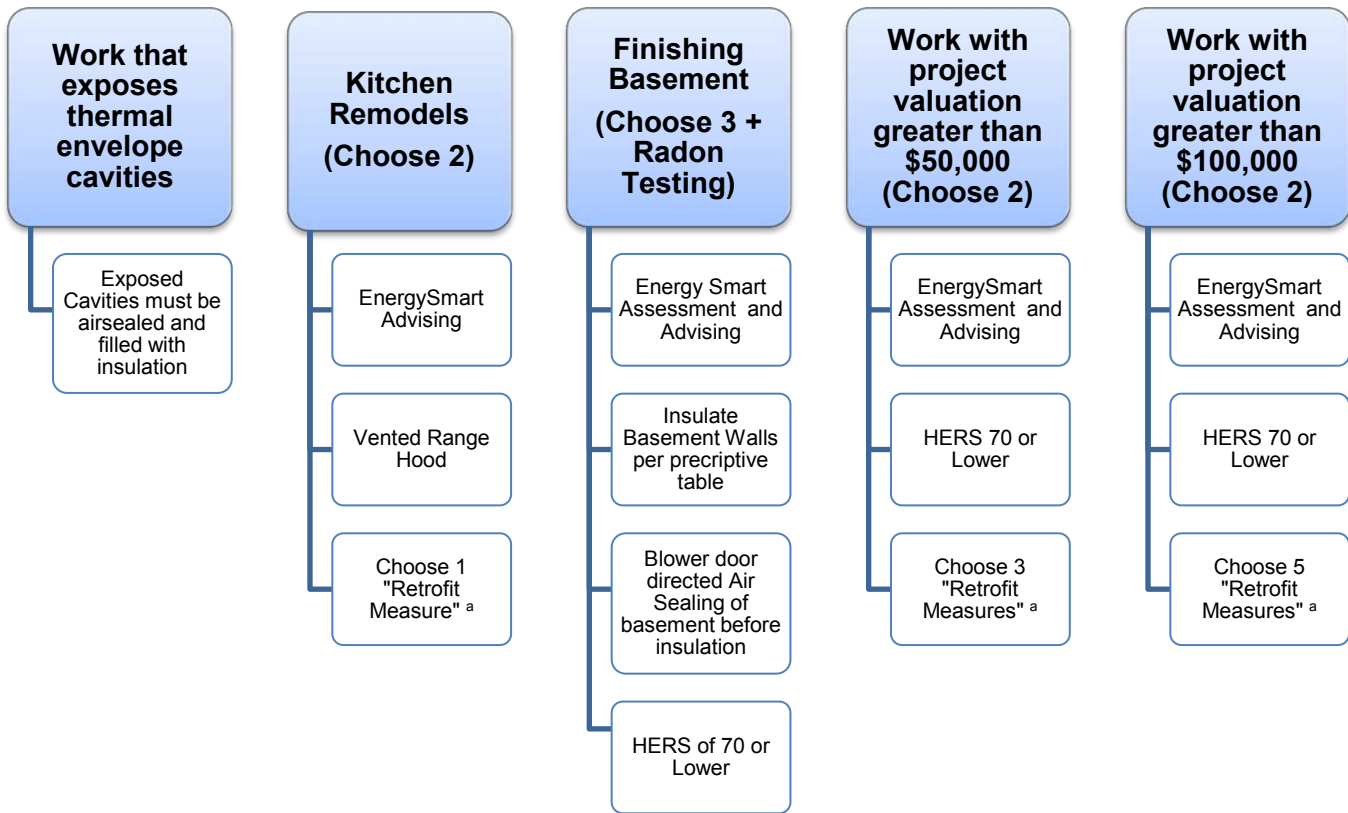 Work that
exposes
thermal
envelope
cavities
Exposed
Cavities must be
airsealed and
filled with
insulation
Kitchen
Remodels
(Choose 2)
EnergySmart
Advising
Vented Range
Hood
Choose 1
"Retrofit
Measure" a
Finishing
Basement
(Choose 3 +
Radon
Testing)
Energy Smart
Assessment and
Advising
Insulate
Basement Walls
per precriptive
table
Blower door
directed Air
Sealing of
basement before
insulation
HERS of 70 or
Lower
Work with
project
valuation
greater than
$50,000
(Choose 2)
EnergySmart
Assessment and
Advising
HERS 70 or
Lower
Choose 3
"Retrofit
Measures" a
Work with
project
valuation
greater than
$100,000
(Choose 2)
EnergySmart
Assessment and
Advising
HERS 70 or
Lower
Choose 5
"Retrofit
Measures" a